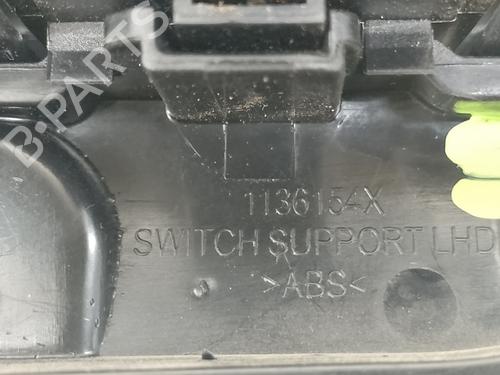 B-PARTS
1136154X
SWITCH SUPPORT LHD
>ABS<